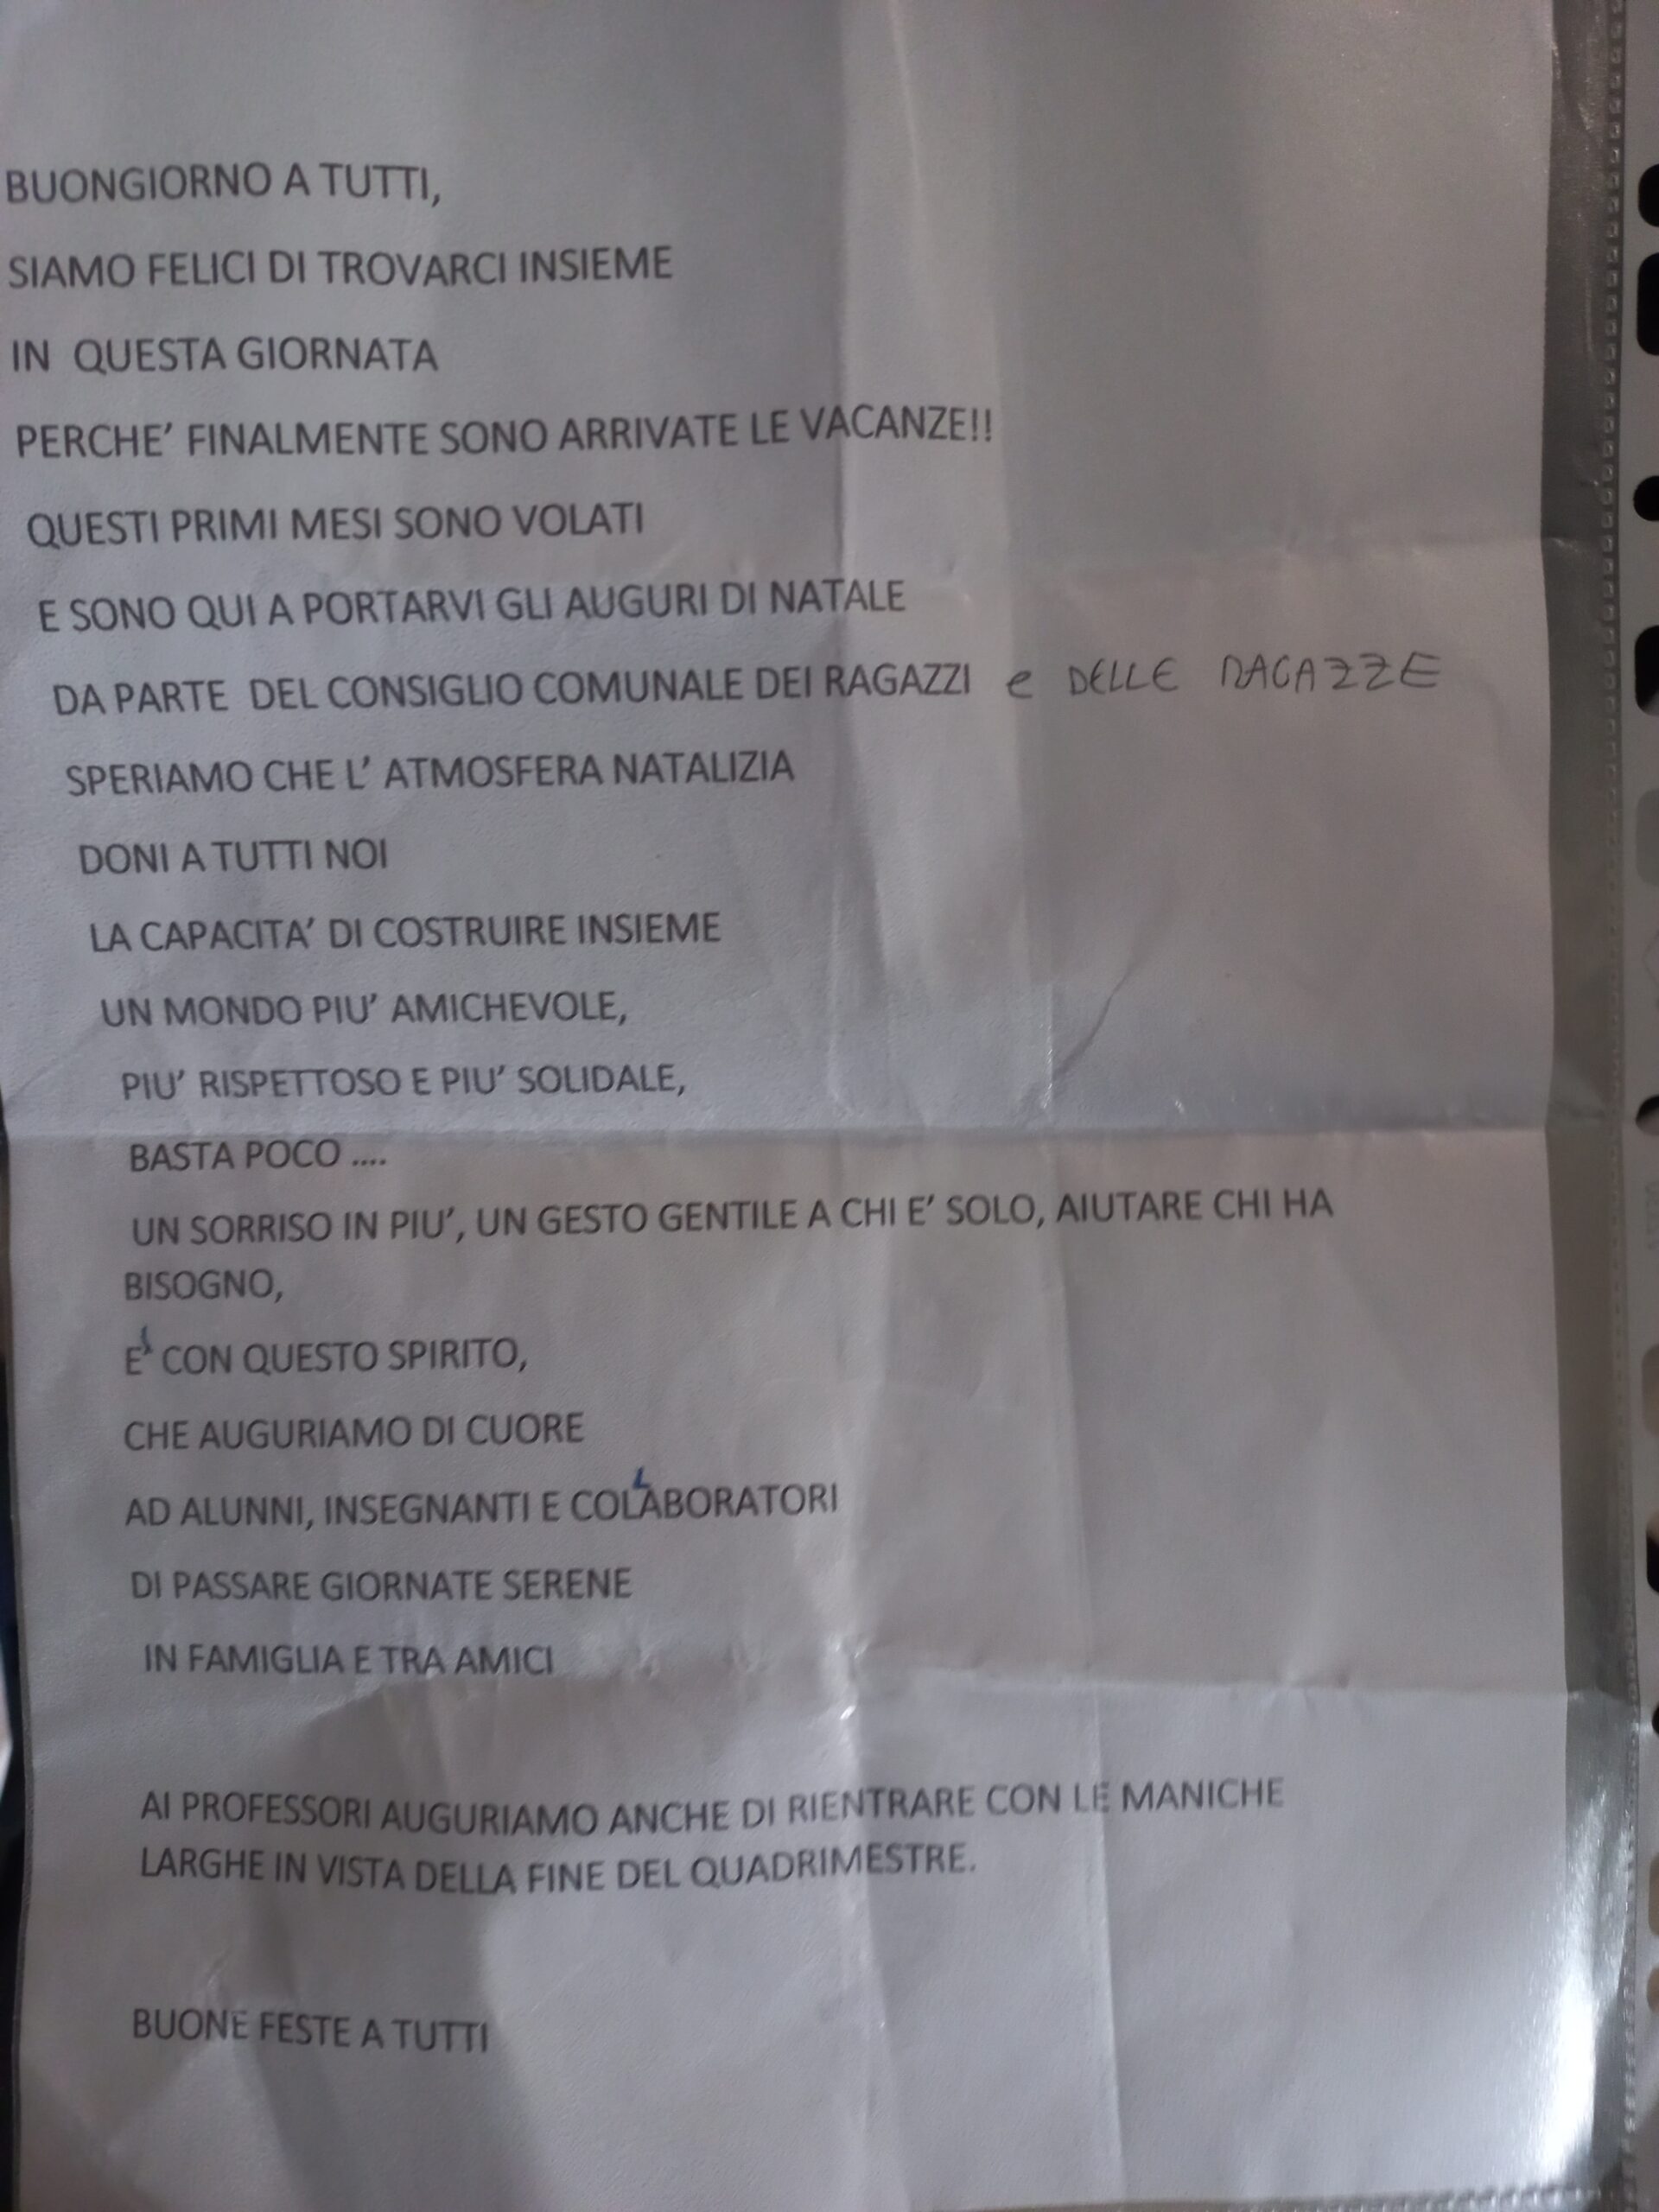 BUONGIORNO A TUTTI,
SIAMO FELICI DI TROVARCI INSIEME
IN QUESTA GIORNATA
PERCHE' FINALMENTE SONO ARRIVATE LE VACANZE!!
QUESTI PRIMI MESI SONO VOLATI
E SONO QUI A PORTARVI GLI AUGURI DI NATALE
DA PARTE DEL CONSIGLIO COMUNALE DEI RAGAZZI e DELLE RAGAZZE
SPERIAMO CHE L' ATMOSFERA NATALIZIA
DONI A TUTTI NOI
LA CAPACITA' DI COSTRUIRE INSIEME
UN MONDO PIU' AMICHEVOLE,
PIU' RISPETTOSO E PIU' SOLIDALE,
BASTA POCO ....
UN SORRISO IN PIU', UN GESTO GENTILE A CHI E' SOLO, AIUTARE CHI HA
BISOGNO,
E' CON QUESTO SPIRITO,
CHE AUGURIAMO DI CUORE
AD ALUNNI, INSEGNANTI E COLLABORATORI
DI PASSARE GIORNATE SERENE
IN FAMIGLIA E TRA AMICI
AI PROFESSORI AUGURIAMO ANCHE DI RIENTRARE CON LE MANICHE
LARGHE IN VISTA DELLA FINE DEL QUADRIMESTRE.
BUONE FESTE A TUTTI